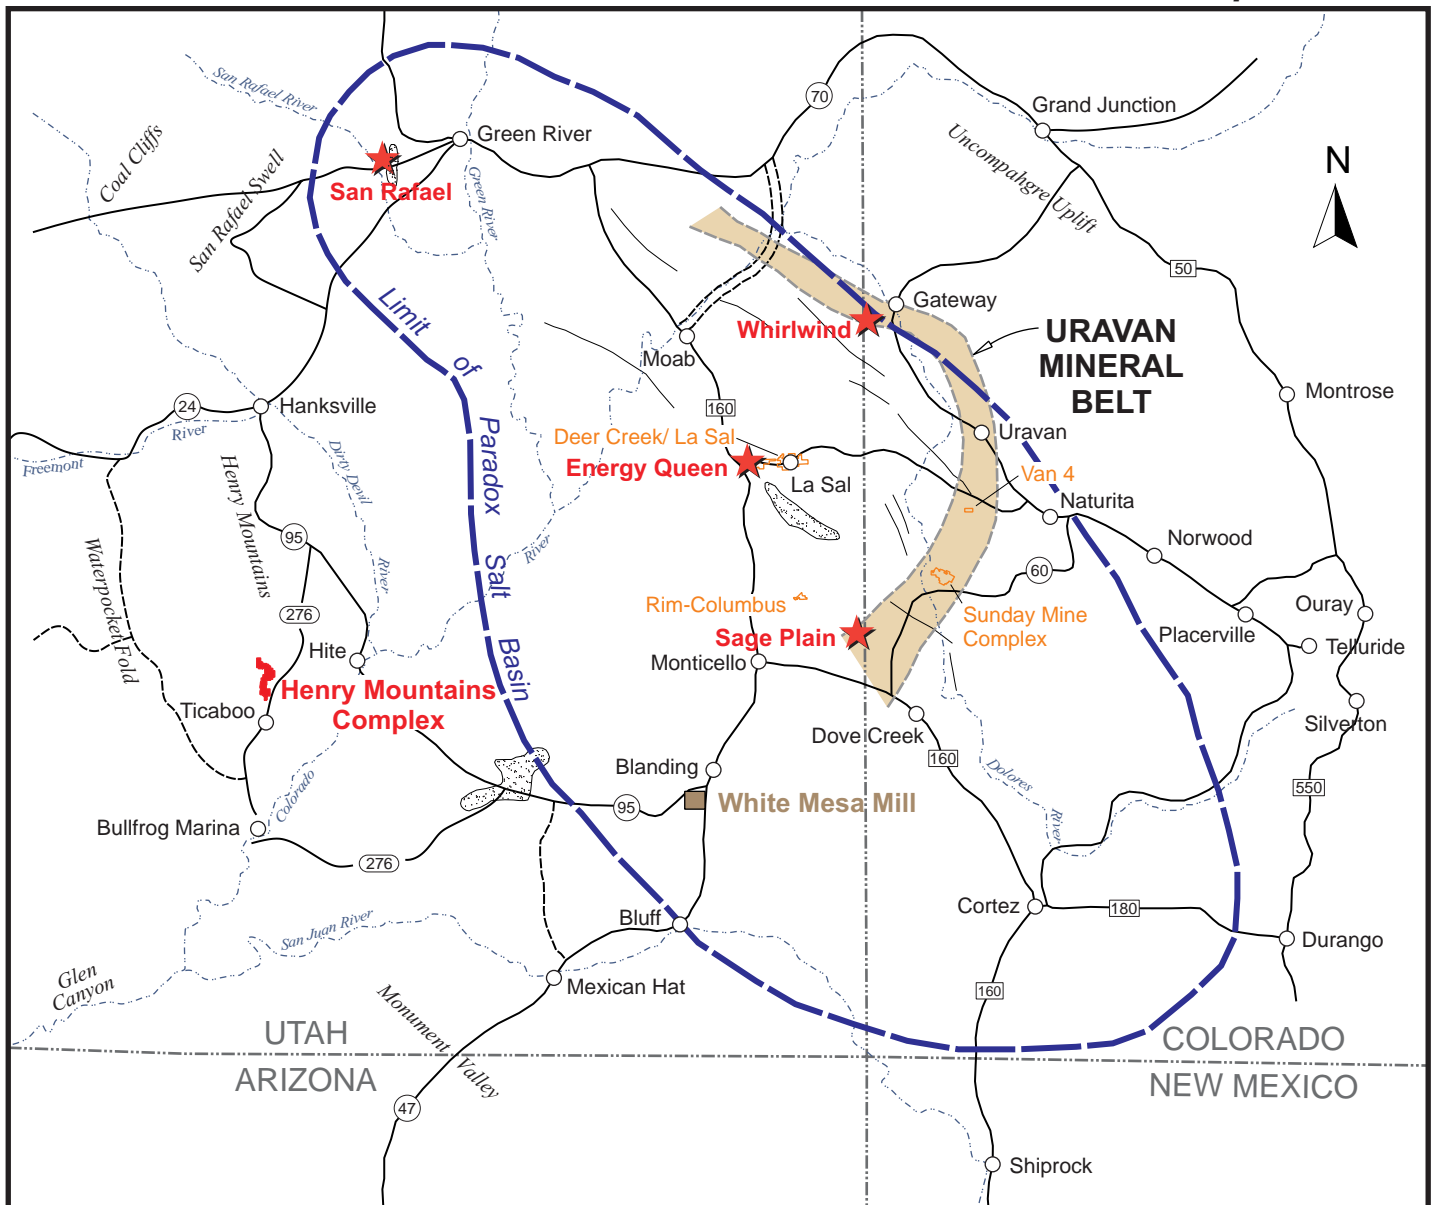 70
Grand Junction
San Rafael River
Green River
Coal Cliffs
San Rafael Swell
San Rafael
Green River
Uncompahgre Uplift
N
50
Gateway
Whirlwind
URAVAN
MINERAL
BELT
Limit
of
Paradox
Salt
Basin
Moab
160
Montrose
24
Hanksville
River
Freemont
Dirty Devil
River
Deer Creek/ La Sal
Energy Queen
La Sal
Uravan
Van 4
Naturita
Norwood
Henry Mountains
95
Waterpocket Fold
River
276
60
Rim-Columbus
Sage Plain
Sunday Mine
Complex
Placerville
Ouray
Telluride
Hite
Monticello
Henry Mountains
Complex
Ticaboo
Silverton
Dove Creek
160
Dolores
River
Blanding
White Mesa Mill
95
550
Colorado
Bullfrog Marina
276
Cortez
180
Durango
Bluff
San Juan River
Glen
Canyon
Mexican Hat
160
Monument Valley
UTAH
COLORADO
ARIZONA
NEW MEXICO
47
Shiprock